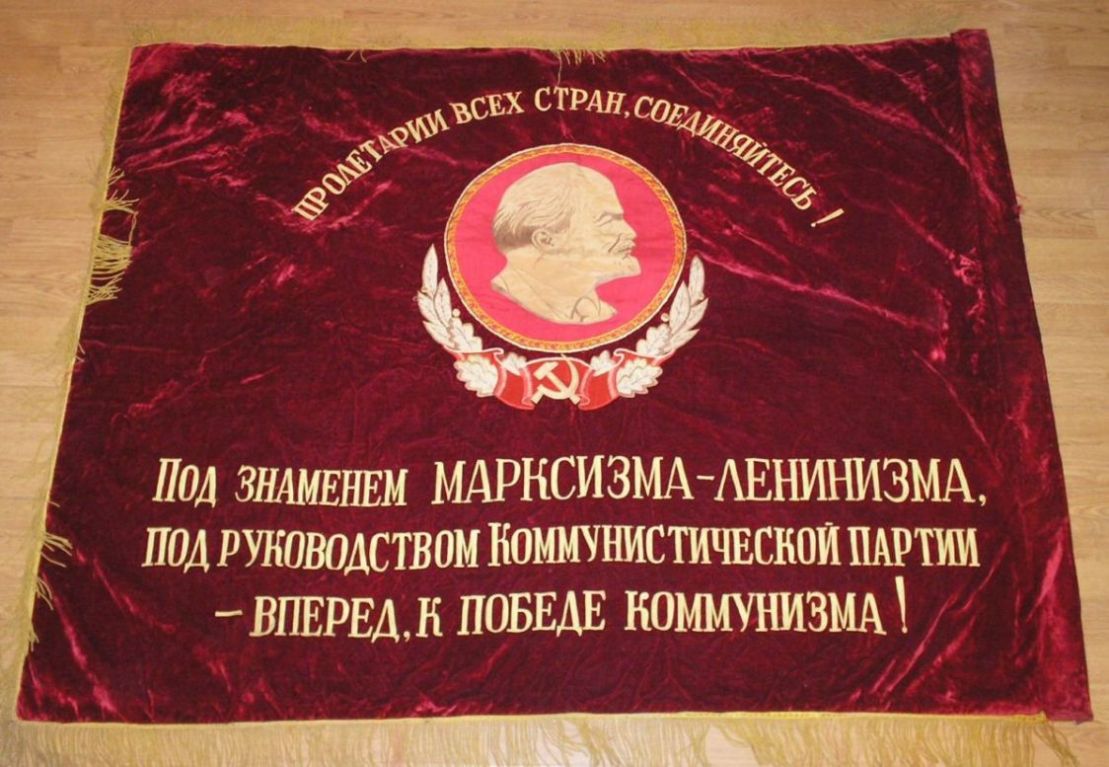 ПРОЛЕТАРИИ ВСЕХ СТРАН, СОЕДИНЯЙТЕСЬ!
ПОД ЗНАМЕНЕМ МАРКСИЗМА-ЛЕНИНИЗМА,
ПОД РУКОВОДСТВОМ КОММУНИСТИЧЕСКОЙ ПАРТИИ
– ВПЕРЕД, К ПОБЕДЕ КОММУНИЗМА!